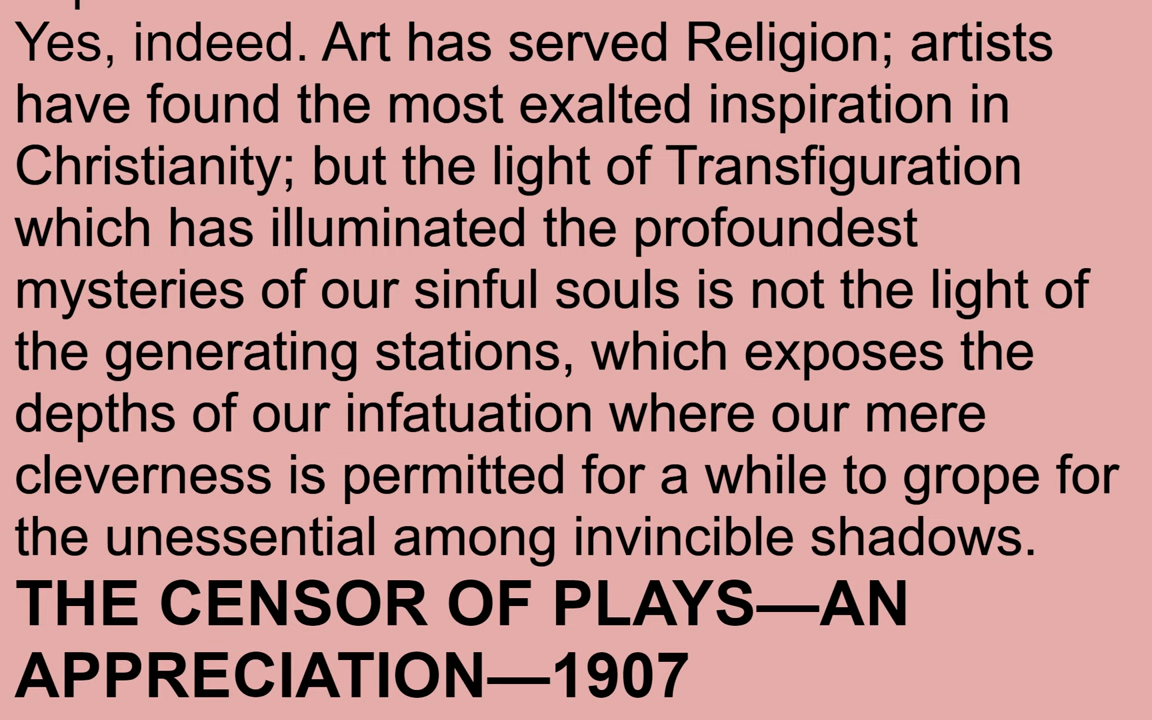 Yes, indeed. Art has served Religion; artists
have found the most exalted inspiration in
Christianity; but the light of Transfiguration
which has illuminated the profoundest
mysteries of our sinful souls is not the light of
the generating stations, which exposes the
depths of our infatuation where our mere
cleverness is permitted for a while to grope for
the unessential among invincible shadows.
THE CENSOR OF PLAYS—AN
APPRECIATION—1907